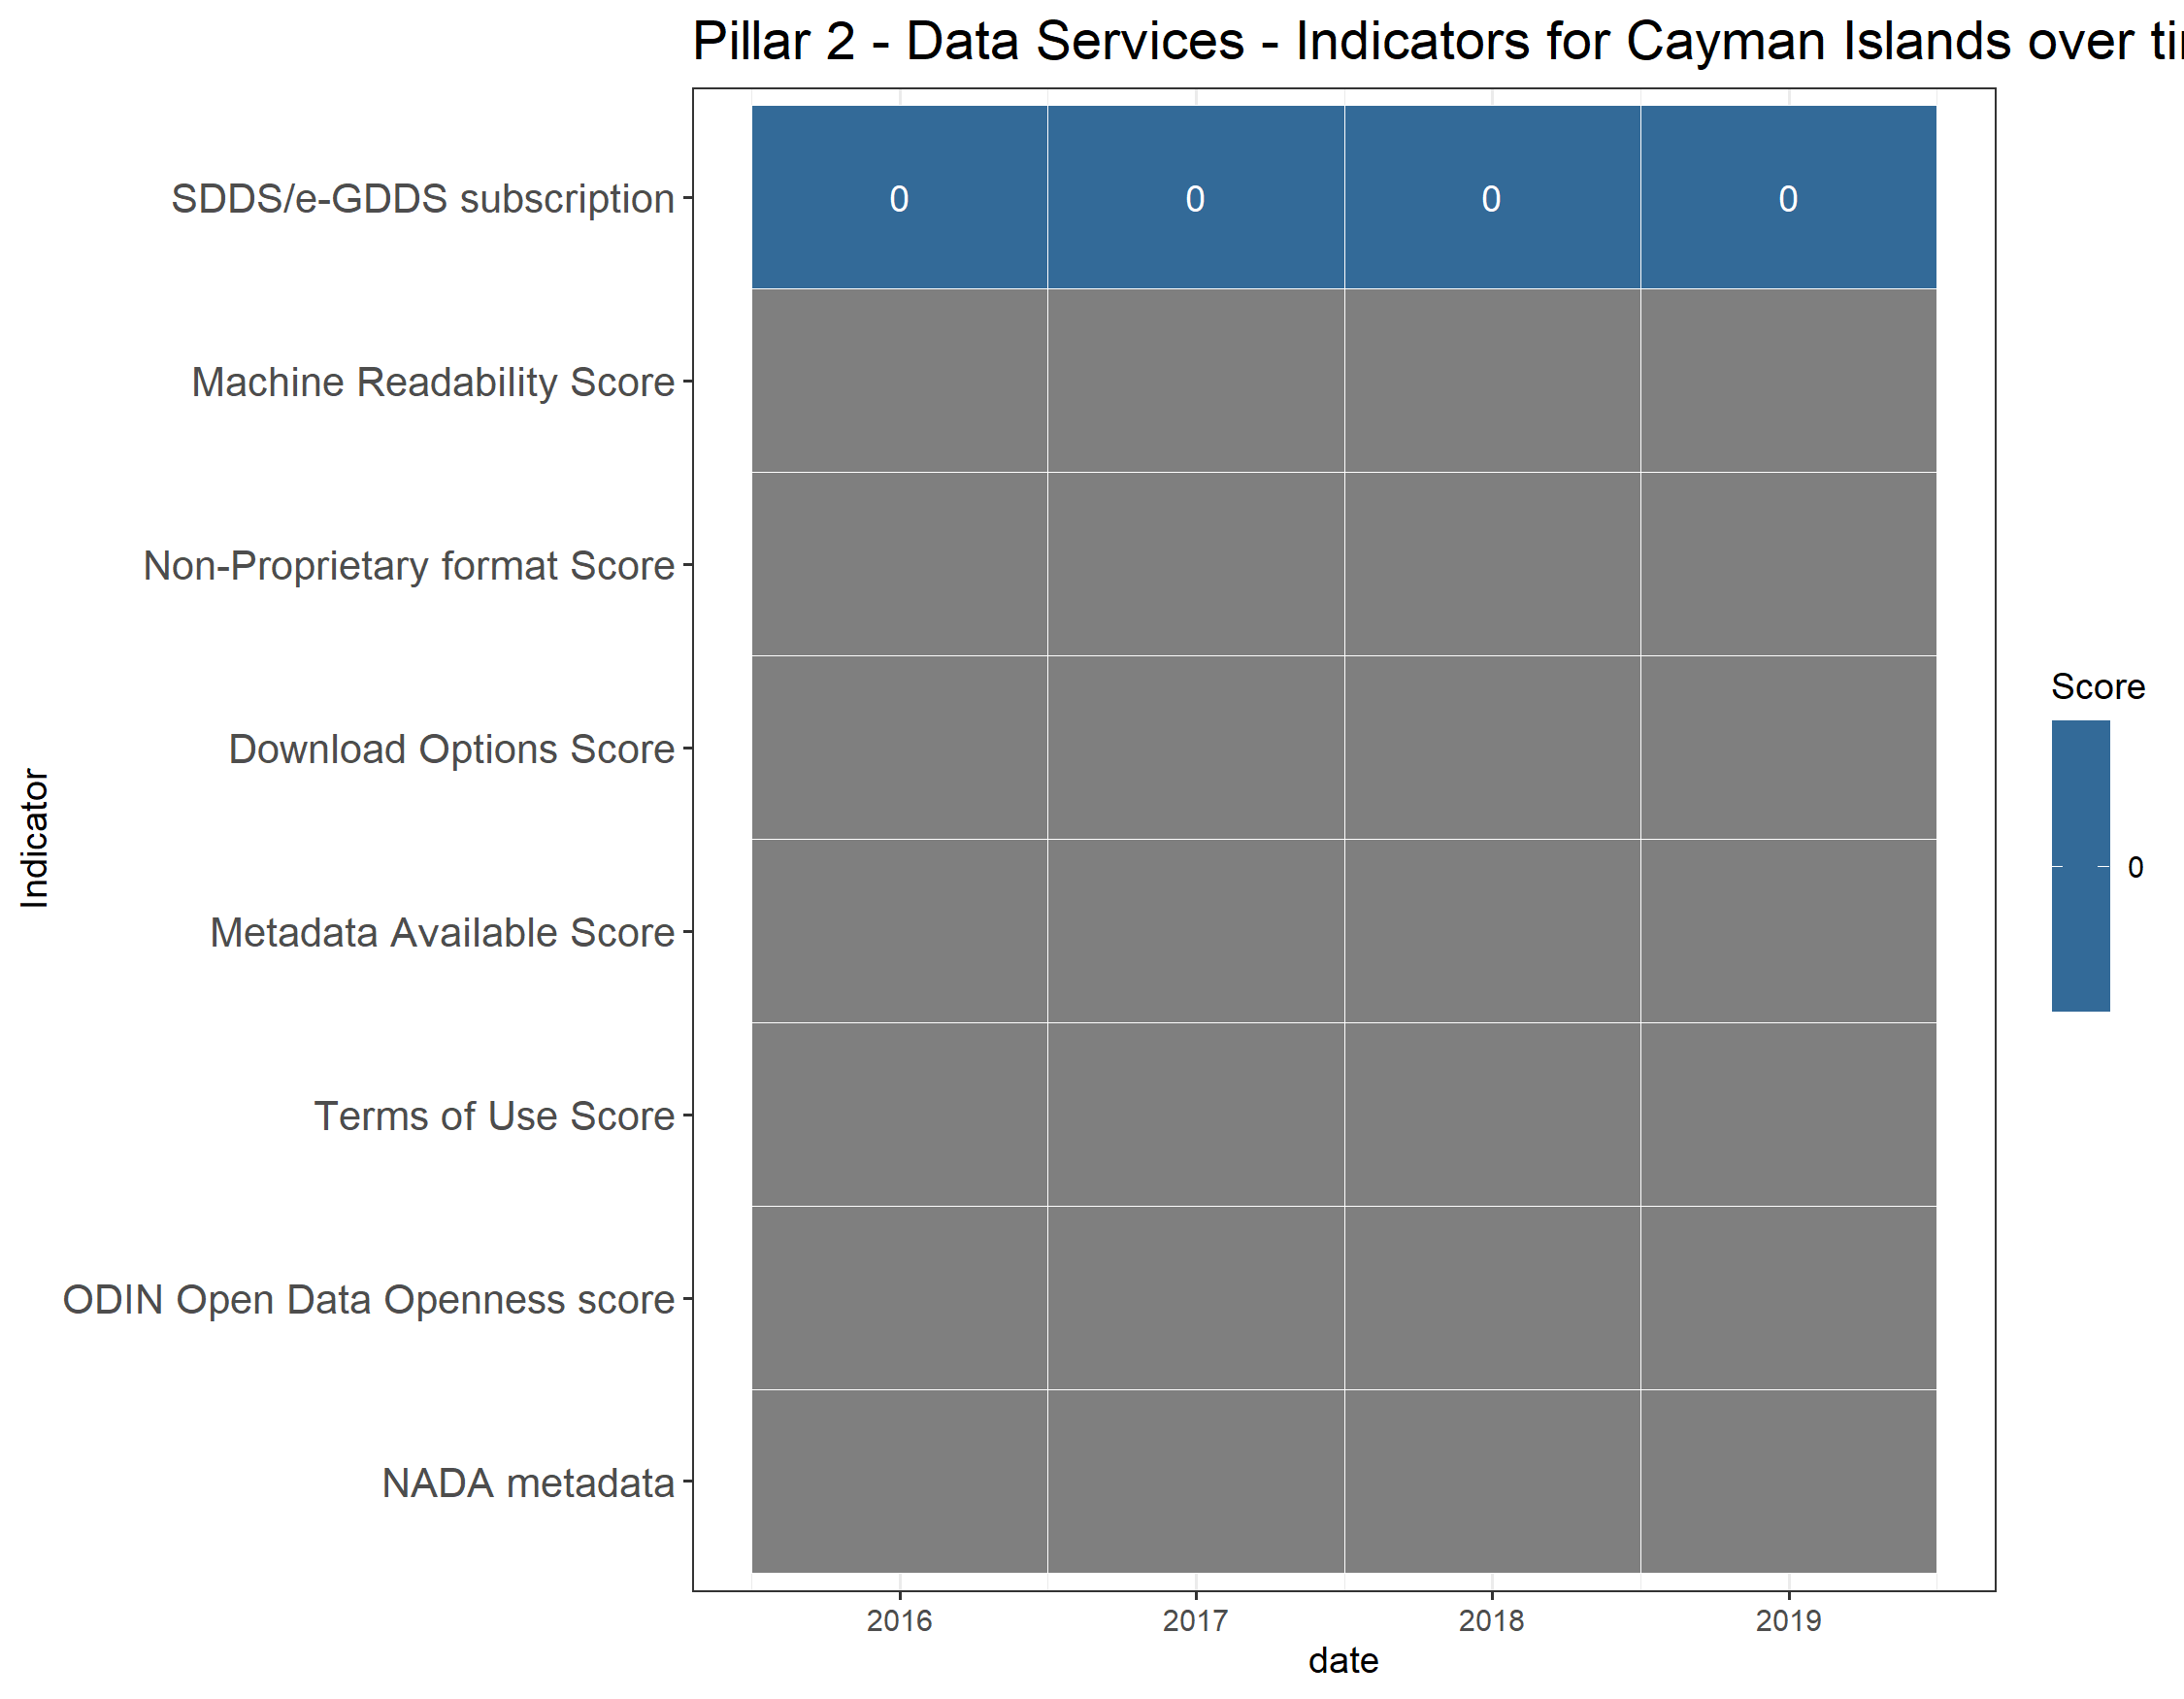 Pillar 2 - Data Services - Indicators for Cayman Islands over
SDDS/e-GDDS subscription
0 0 0 0
Machine Readability Score
Non-Proprietary format Score
Download Options Score
Metadata Available Score
Terms of Use Score
ODIN Open Data Openness score
NADA metadata
Indicator
2016 2017 2018 2019
date
Score
0